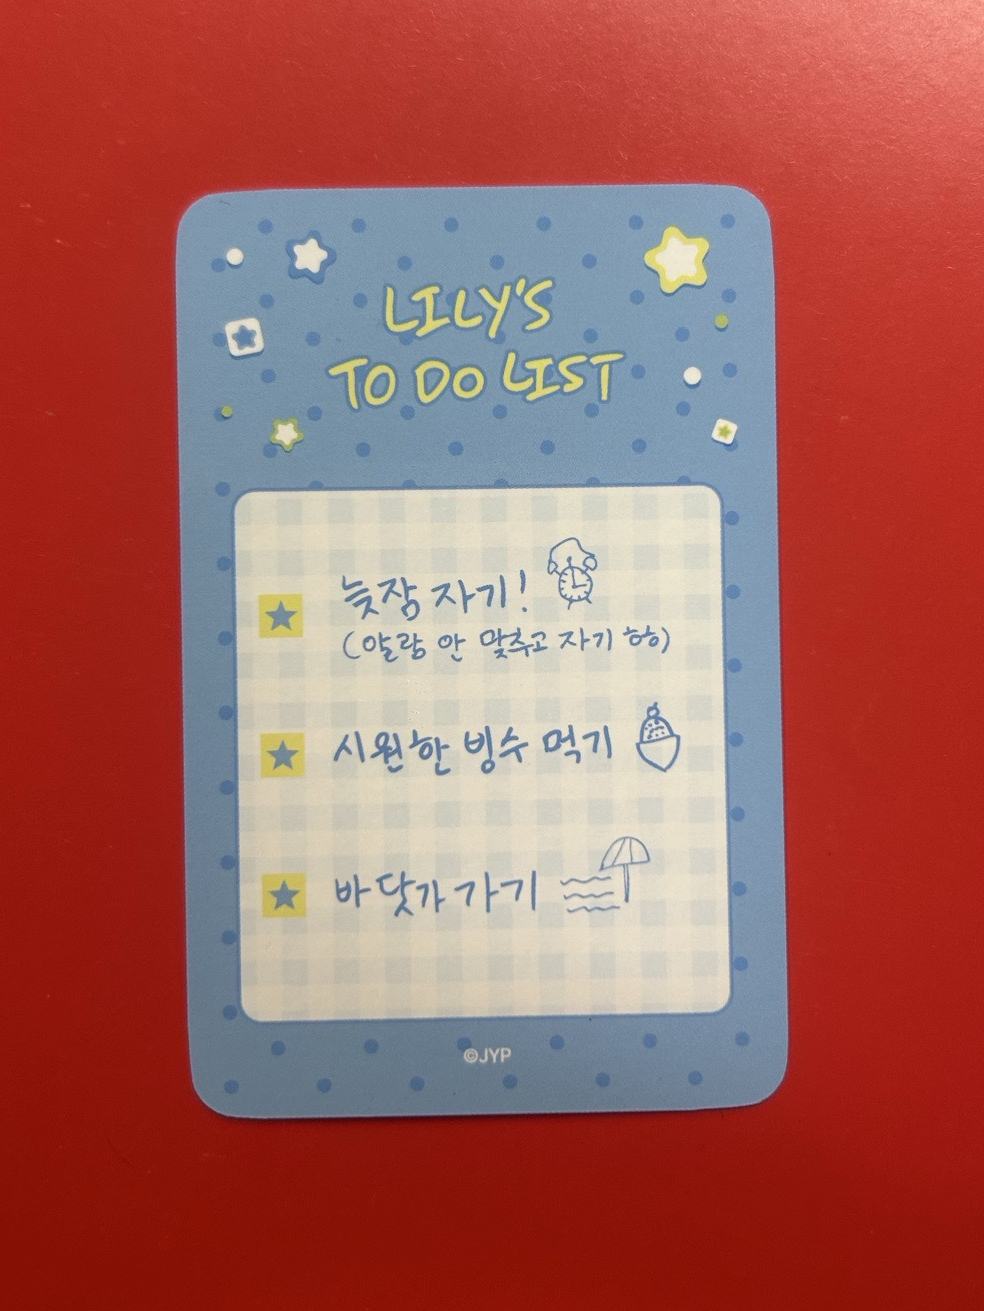 LILY'S
TO DO LIST
늦잠 자기!
(알람 안 맞추고 자기 ㅎㅎ)
시원한 빙수 먹기
바닷가 가기
©JYP